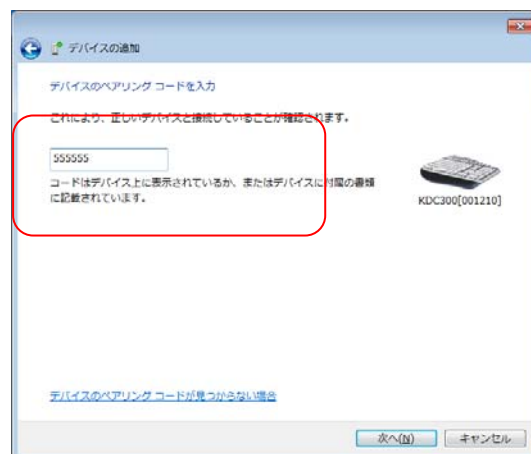 デバイスの追加
デバイスのペアリング コードを入力
これにより、正しいデバイスと接続していることが確認されます。
555555
コードはデバイス上に表示されているか、またはデバイスに付属の書類
に記載されています。
KDC300[001210]
デバイスのペアリング コードが見つからない場合
次へ(N)
キャンセル